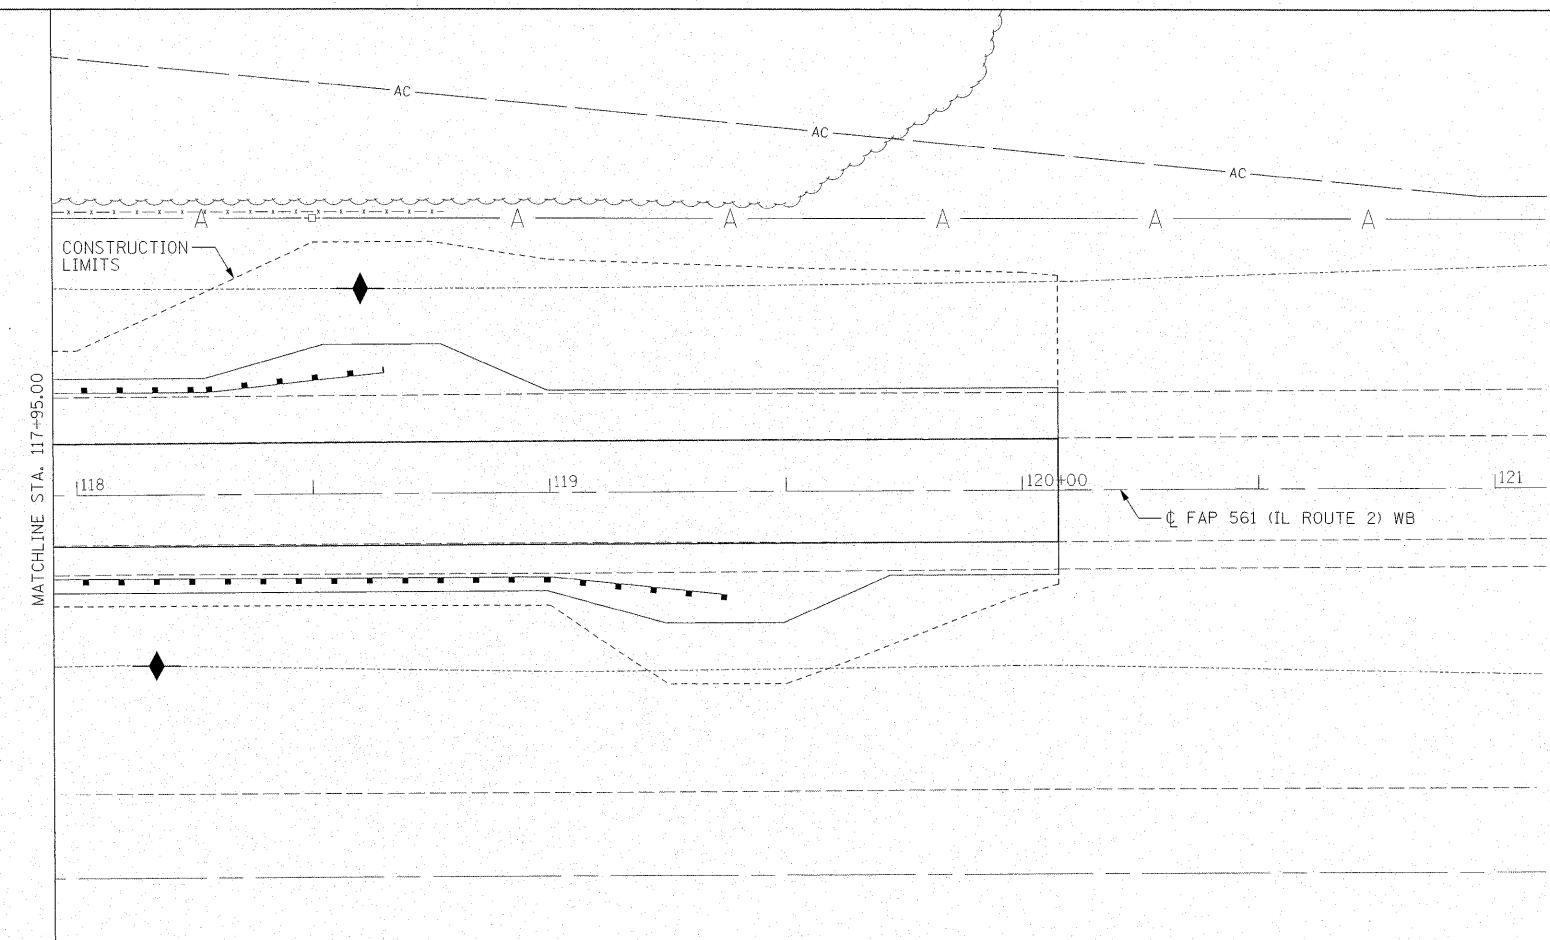 AC
AC
AC
A A A A A A
CONSTRUCTION
LIMITS
MATCHLINE STA. 117+95.00
118 119 120+00 121
℄ FAP 561 (IL ROUTE 2) WB